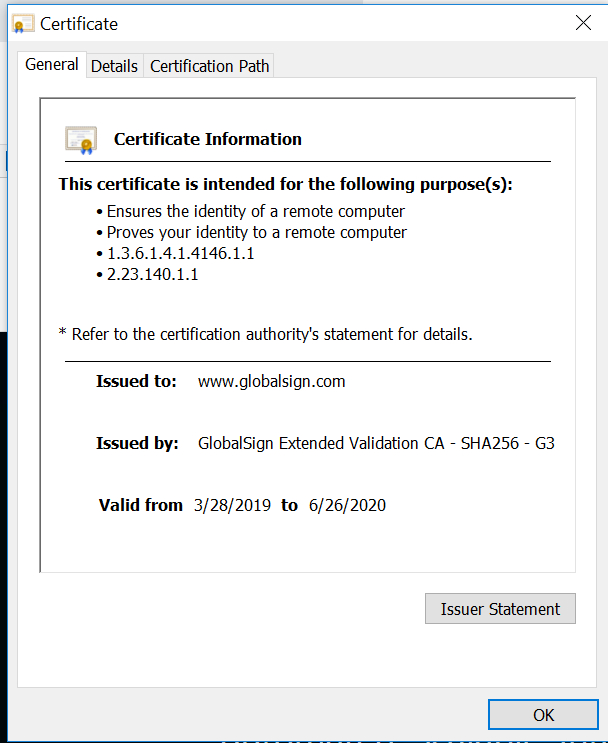 Certificate
General Details Certification Path
Certificate Information
This certificate is intended for the following purpose(s):
• Ensures the identity of a remote computer
• Proves your identity to a remote computer
• 1.3.6.1.4.1.4146.1.1
• 2.23.140.1.1
* Refer to the certification authority's statement for details.
Issued to: www.globalsign.com
Issued by: GlobalSign Extended Validation CA - SHA256 - G3
Valid from 3/28/2019 to 6/26/2020
Issuer Statement
OK